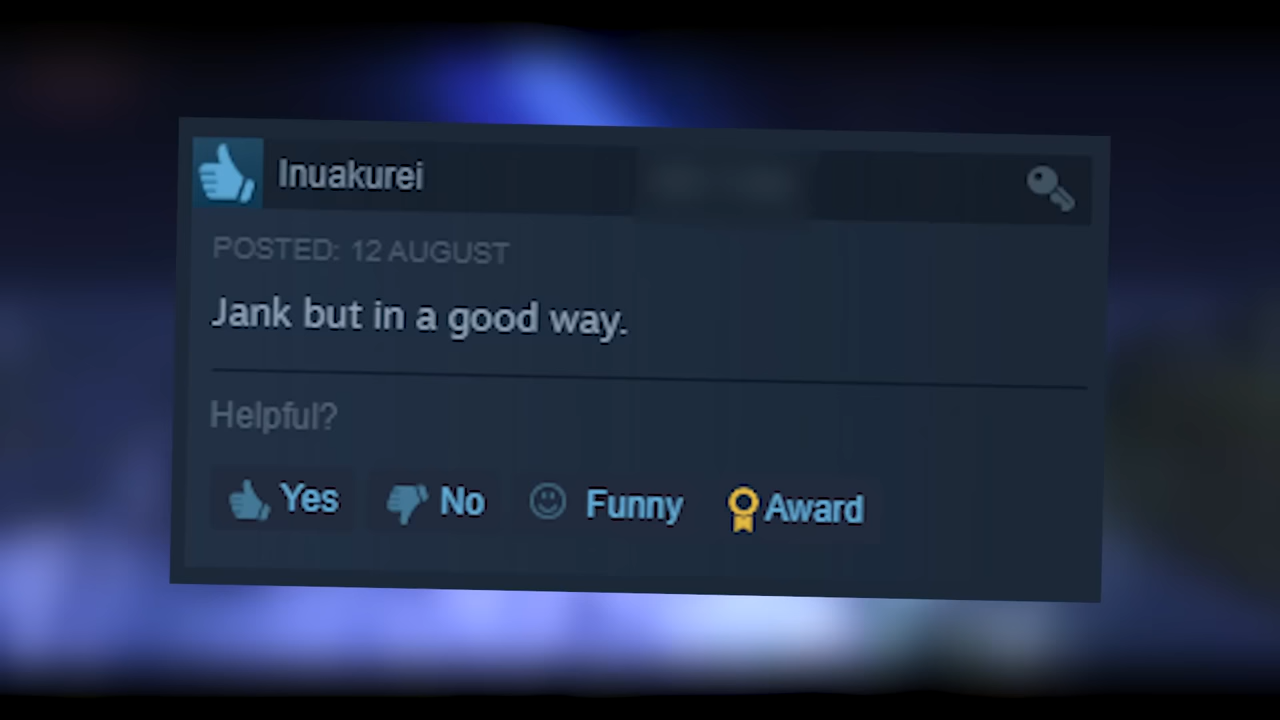 Inuakurei
POSTED: 12 AUGUST
Jank but in a good way.
Helpful?
Yes No Funny Award